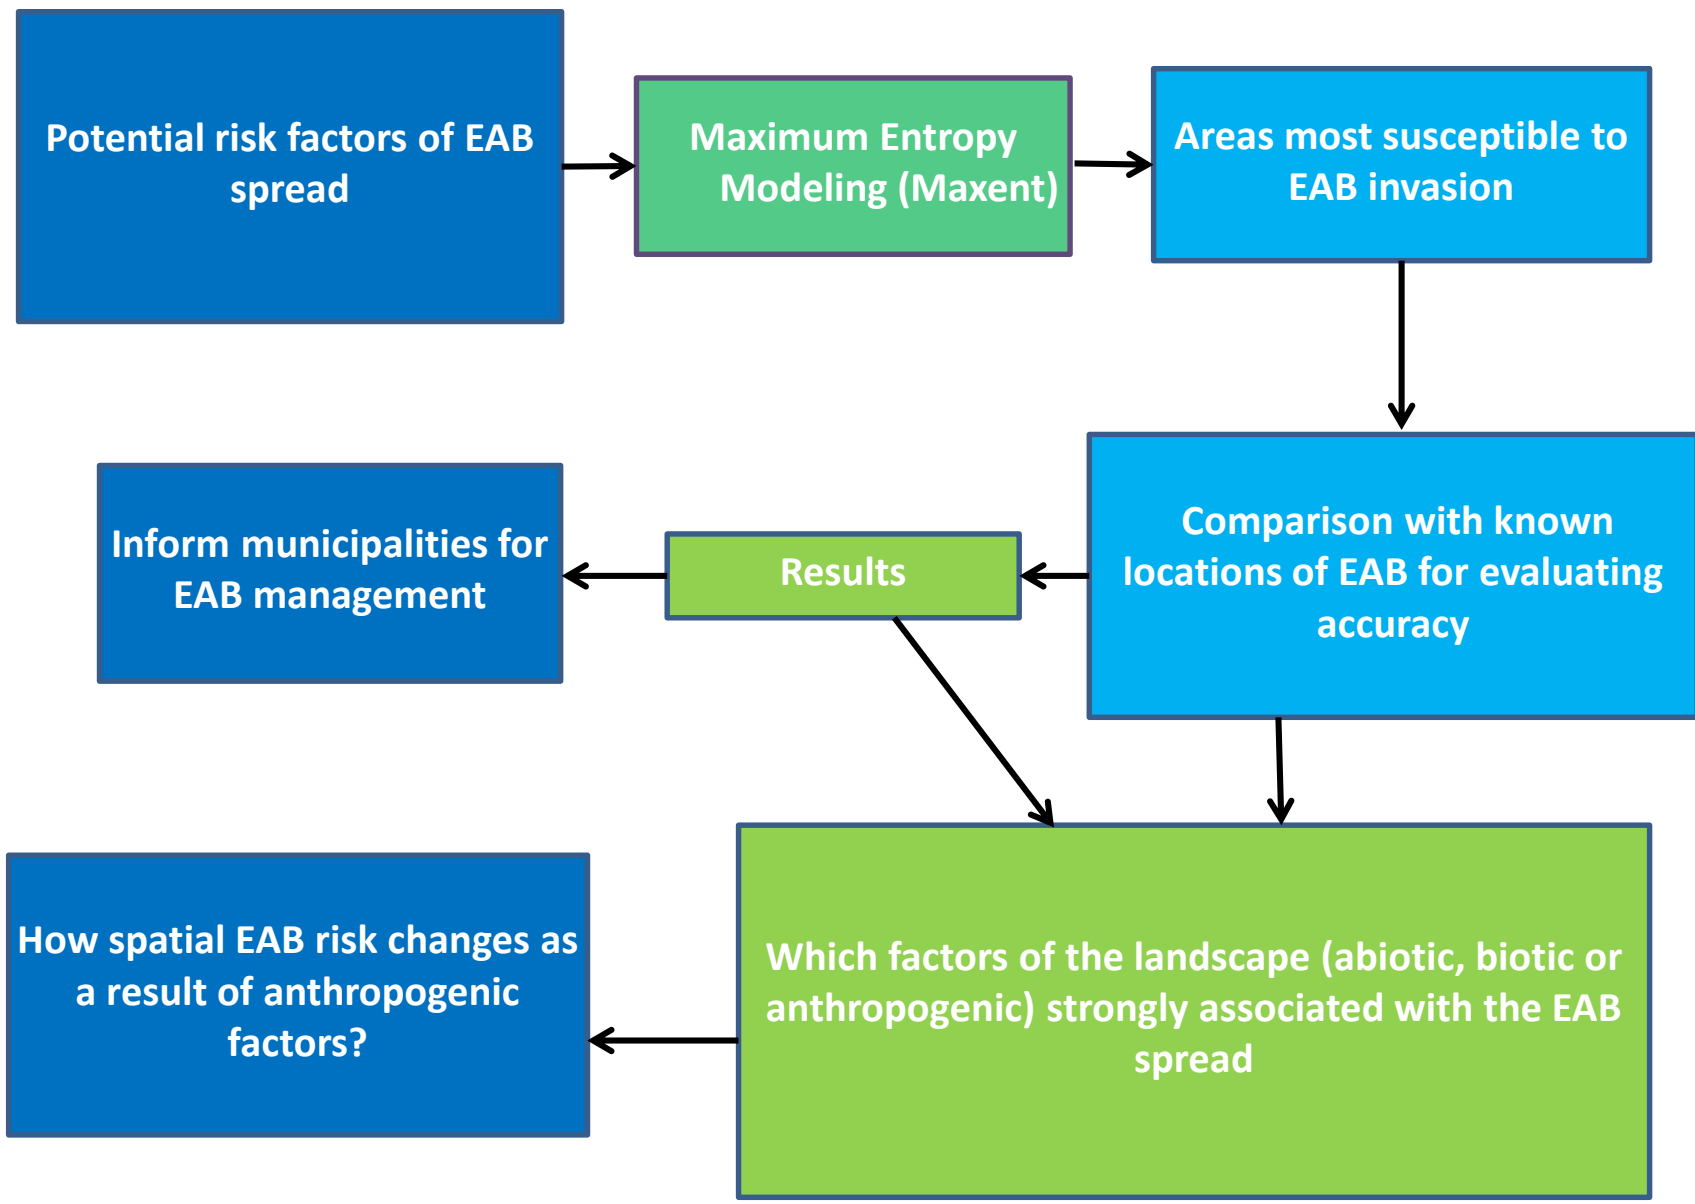 Potential risk factors of EAB
spread
Maximum Entropy
Modeling (Maxent)
Areas most susceptible to
EAB invasion
Inform municipalities for
EAB management
Results
Comparison with known
locations of EAB for evaluating
accuracy
How spatial EAB risk changes as
a result of anthropogenic
factors?
Which factors of the landscape (abiotic, biotic or
anthropogenic) strongly associated with the EAB
spread